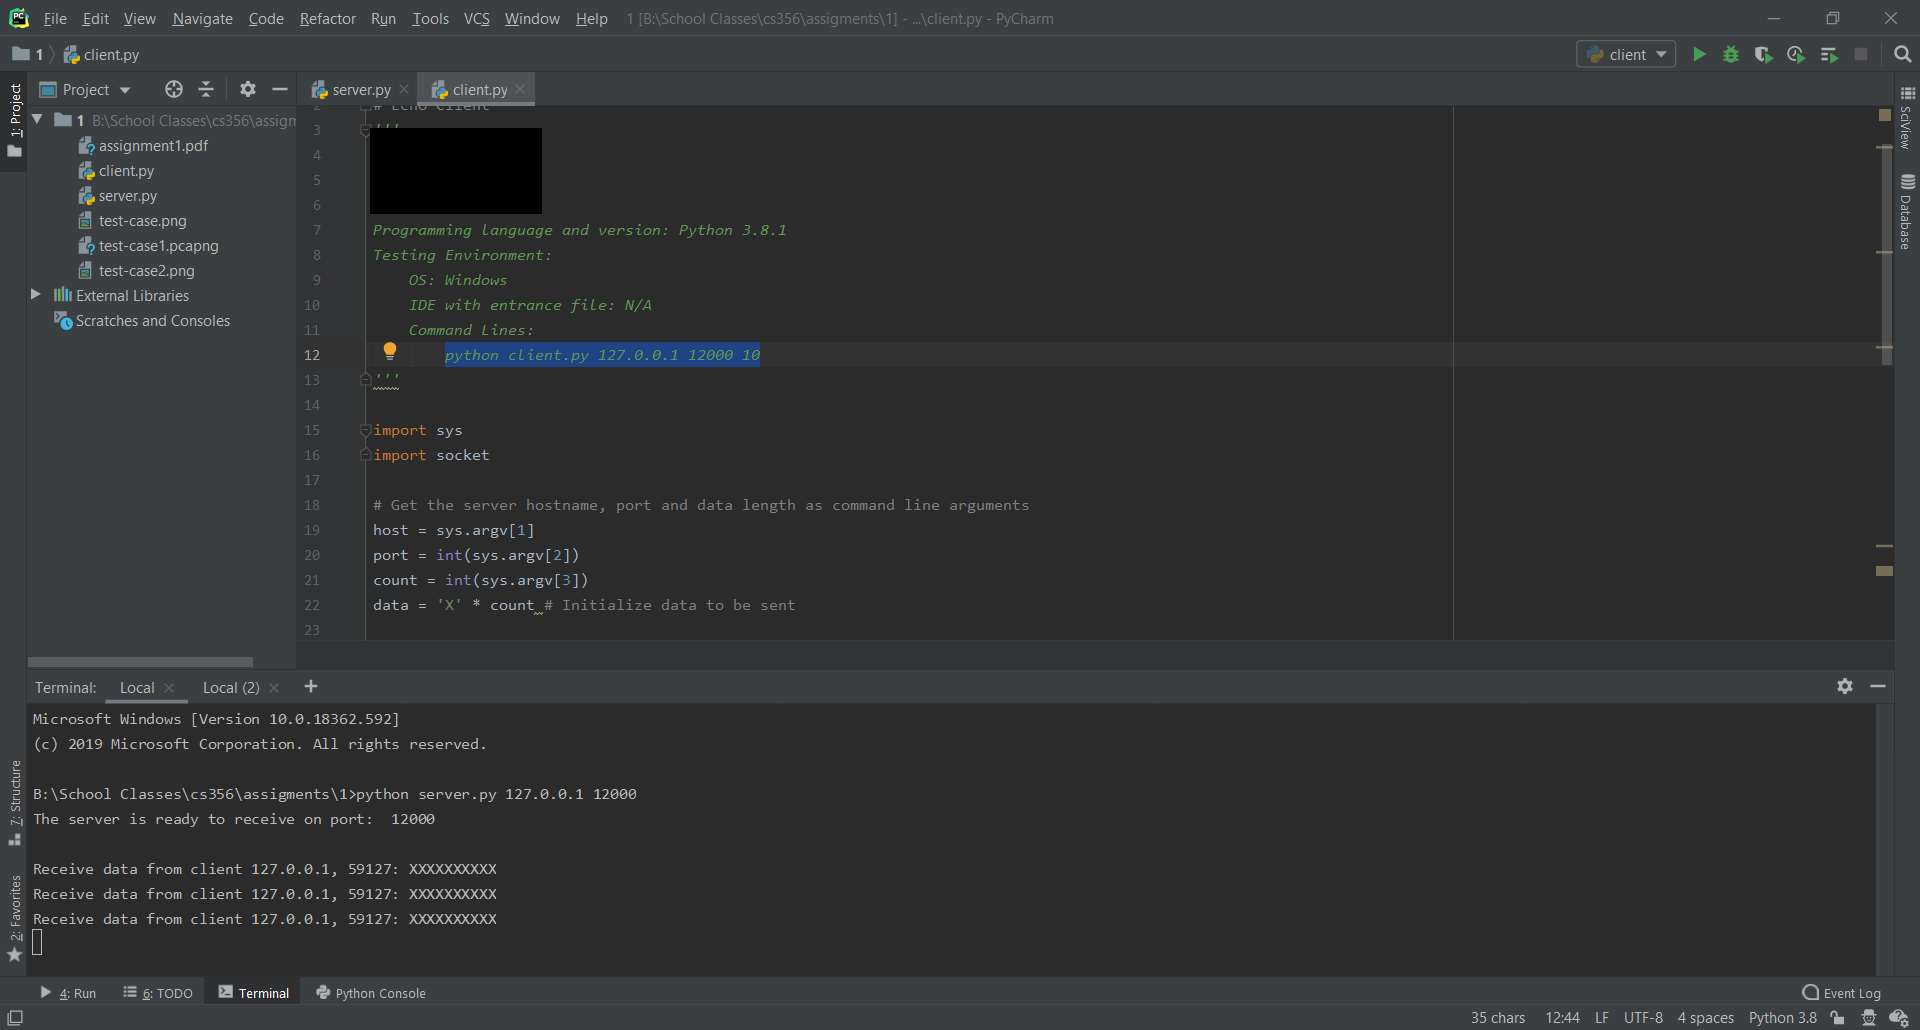 File Edit View Navigate Code Refactor Run Tools VCS Window Help 1 [B:\School Classes\cs356\assigments\1] - ...\client.py - PyCharm
1 client.py
client
Project
server.py
client.py
1: Project
1 B:\School Classes\cs356\assigm
assignment1.pdf
client.py
server.py
test-case.png
test-case1.pcapng
test-case2.png
External Libraries
Scratches and Consoles
2 # Echo Client
3 '''
4
5
6
7 Programming language and version: Python 3.8.1
8 Testing Environment:
9 OS: Windows
10 IDE with entrance file: N/A
11 Command Lines:
12 python client.py 127.0.0.1 12000 10
13 '''
14
15 import sys
16 import socket
17
18 # Get the server hostname, port and data length as command line arguments
19 host = sys.argv[1]
20 port = int(sys.argv[2])
21 count = int(sys.argv[3])
22 data = 'X' * count # Initialize data to be sent
23
SciView
Database
Terminal: Local Local (2)
Microsoft Windows [Version 10.0.18362.592]
(c) 2019 Microsoft Corporation. All rights reserved.
B:\School Classes\cs356\assigments\1>python server.py 127.0.0.1 12000
The server is ready to receive on port:  12000
Receive data from client 127.0.0.1, 59127: XXXXXXXXXX
Receive data from client 127.0.0.1, 59127: XXXXXXXXXX
Receive data from client 127.0.0.1, 59127: XXXXXXXXXX
7: Structure
2: Favorites
4: Run 6: TODO Terminal Python Console Event Log
35 chars 12:44 LF UTF-8 4 spaces Python 3.8